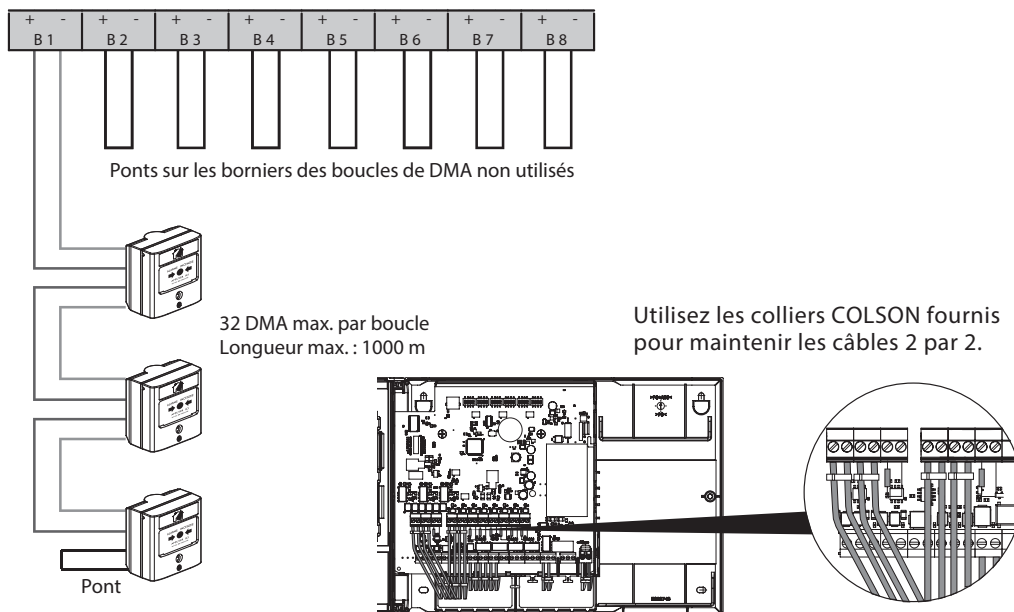 + - + - + - + - + - + - + - + -
B 1 B 2 B 3 B 4 B 5 B 6 B 7 B 8
Ponts sur les borniers des boucles de DMA non utilisés
32 DMA max. par boucle
Longueur max. : 1000 m
Utilisez les colliers COLSON fournis
pour maintenir les câbles 2 par 2.
Pont